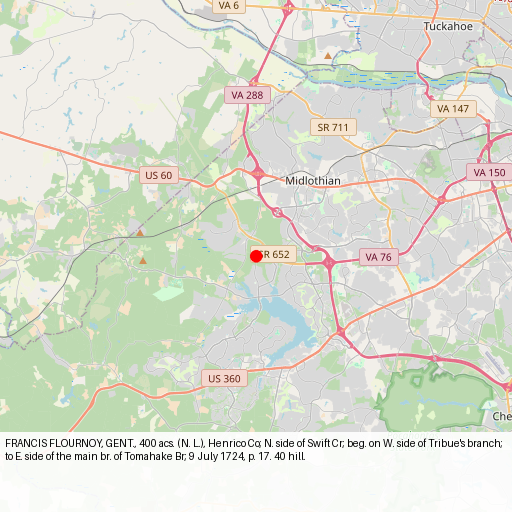 VA 6
Tuckahoe
VA 288
VA 147
SR 711
US 60
Midlothian
VA 150
SR 652
VA 76
US 360
Che
FRANCIS FLOURNOY, GENT., 400 acs. (N. L.), Henrico Co; N. side of Swift Cr; beg. on W. side of Tribue's branch;
to E. side of the main br. of Tomahake Br, 9 July 1724, p. 17. 40 hill.